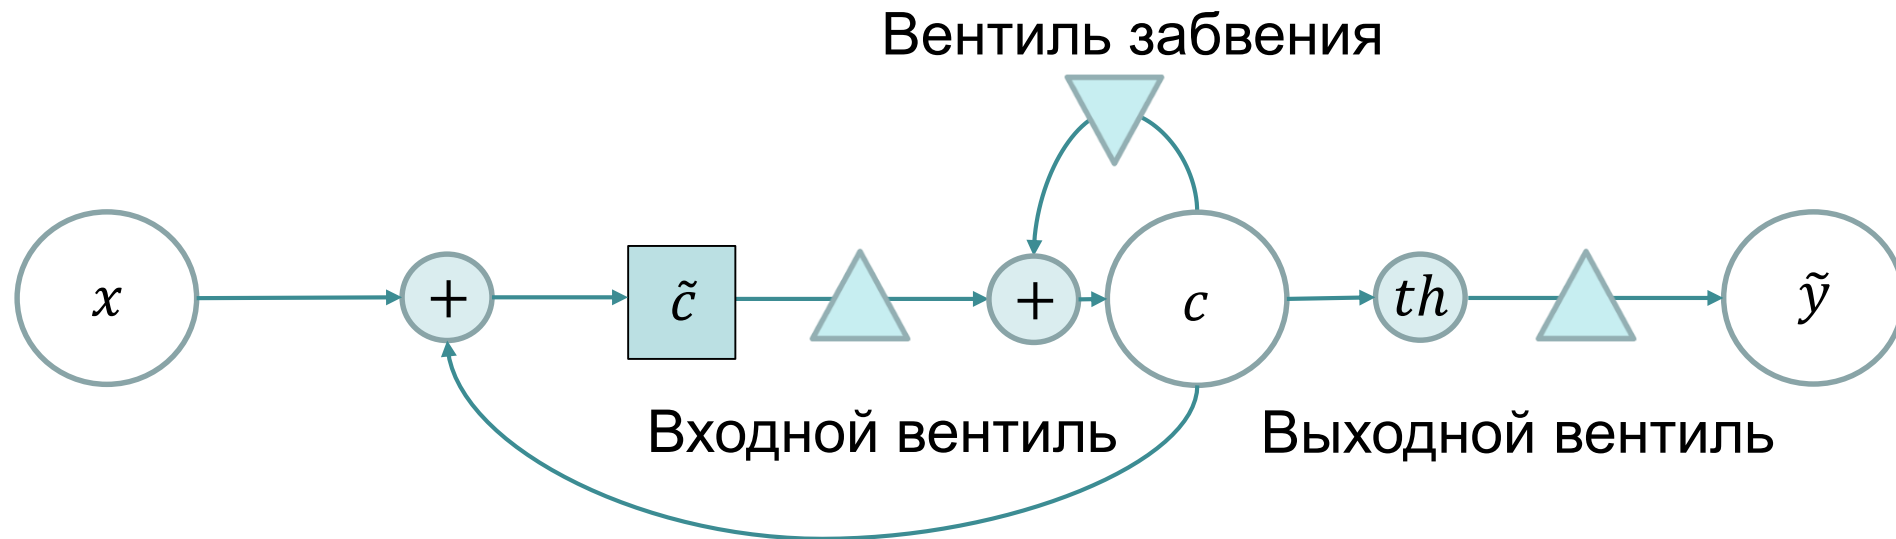 Вентиль забвения
x
+
c̃
+
c
th
ỹ
Входной вентиль
Выходной вентиль